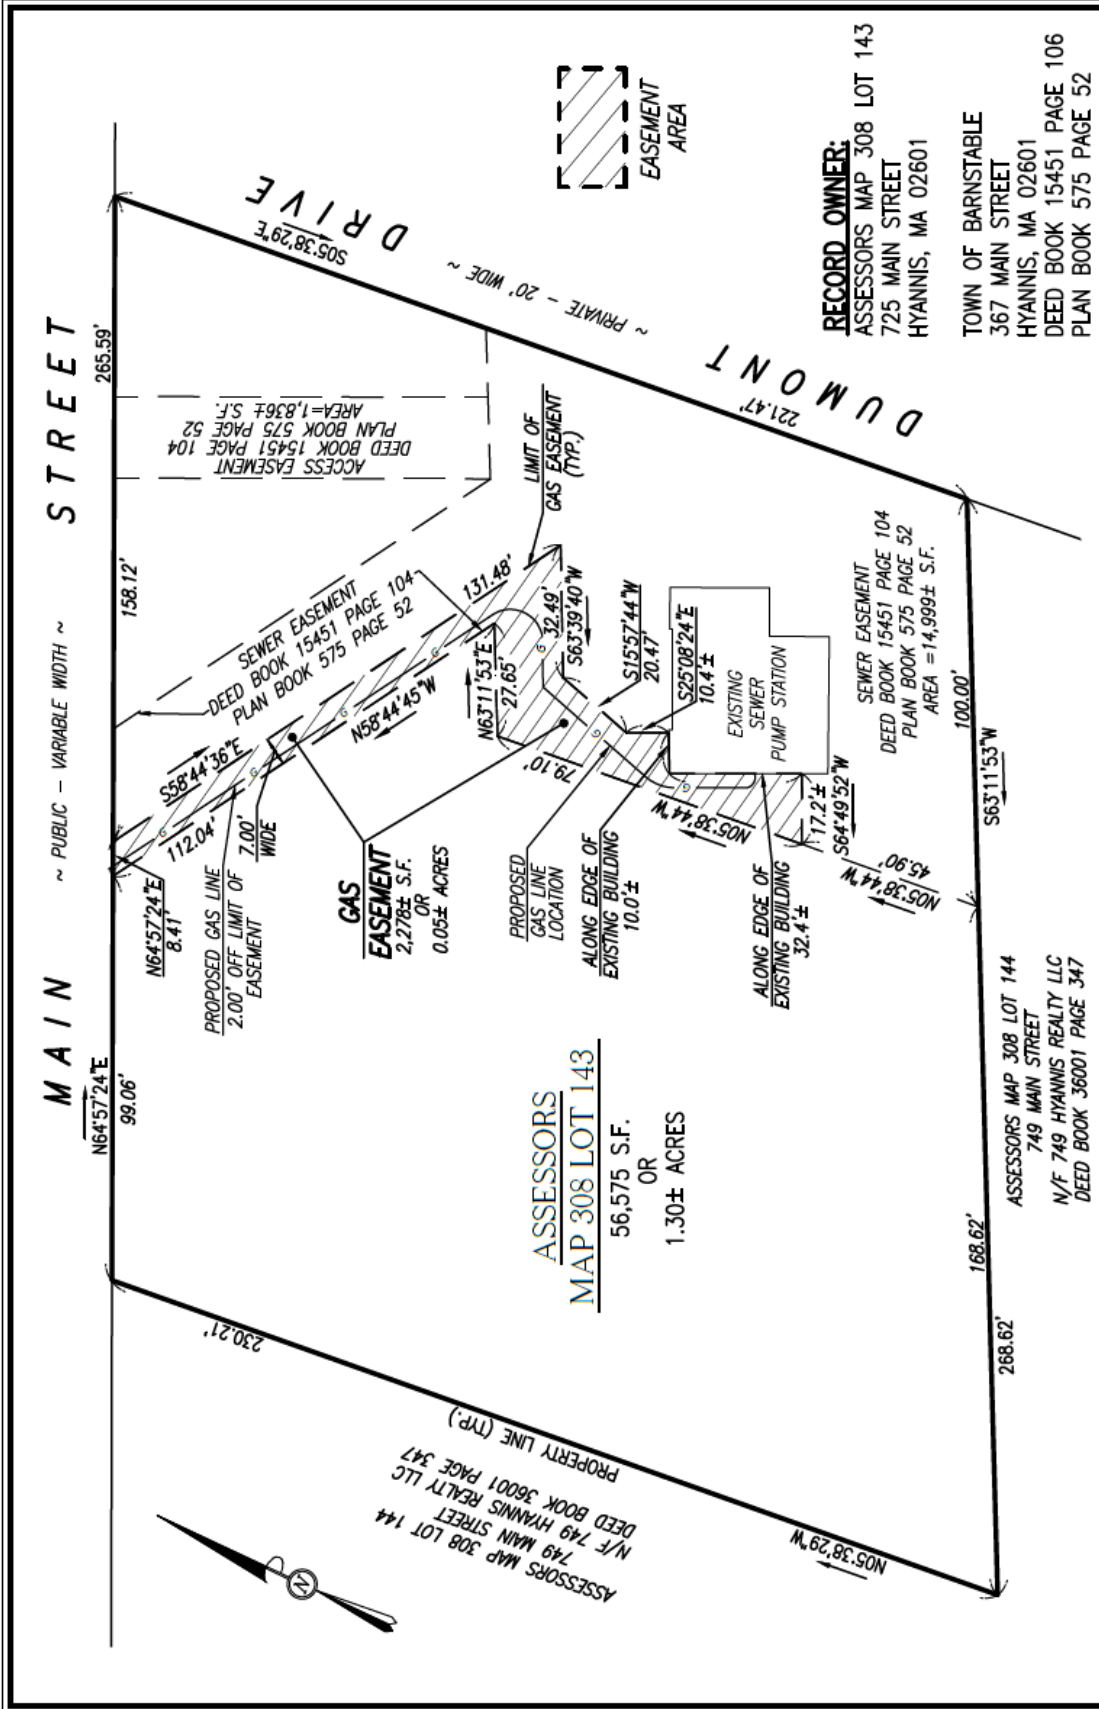 MAIN STREET
~ PUBLIC - VARIABLE WIDTH ~
N64°57'24"E
99.06'
158.12'
265.59'
N64°57'24"E
8.41'
S58°44'36"E
112.04'
PROPOSED GAS LINE
2.00' OFF LIMIT OF
EASEMENT
7.00'
WIDE
SEWER EASEMENT
DEED BOOK 15451 PAGE 104
PLAN BOOK 575 PAGE 52
N58°44'45"W
131.48'
ACCESS EASEMENT
DEED BOOK 15451 PAGE 104
PLAN BOOK 575 PAGE 52
AREA=1,836± S.F.
S05°38'29"E
DUMONT DRIVE
~ PRIVATE - 20' WIDE ~
221.47'
EASEMENT
AREA
LIMIT OF
GAS EASEMENT
(TYP.)
GAS
EASEMENT
2,278± S.F.
OR
0.05± ACRES
N63°11'53"E
27.65'
32.49'
S63°39'40"W
S15°57'44"W
20.47'
S25°08'24"E
10.4'±
79.10'
N05°38'44"W
PROPOSED
GAS LINE
LOCATION
ALONG EDGE OF
EXISTING BUILDING
10.0'±
ALONG EDGE OF
EXISTING BUILDING
32.4'±
EXISTING
SEWER
PUMP STATION
17.2'±
S64°49'52"W
N05°38'44"W
45.90'
SEWER EASEMENT
DEED BOOK 15451 PAGE 104
PLAN BOOK 575 PAGE 52
AREA =14,999± S.F.
100.00'
S63°11'53"W
168.62'
268.62'
G
G
G
G
G
G
G
ASSESSORS
MAP 308 LOT 143
56,575 S.F.
OR
1.30± ACRES
230.21'
PROPERTY LINE (TYP.)
N05°38'29"W
ASSESSORS MAP 308 LOT 144
749 MAIN STREET
N/F 749 HYANNIS REALTY LLC
DEED BOOK 36001 PAGE 347
N
ASSESSORS MAP 308 LOT 144
749 MAIN STREET
N/F 749 HYANNIS REALTY LLC
DEED BOOK 36001 PAGE 347
RECORD OWNER:
ASSESSORS MAP 308 LOT 143
725 MAIN STREET
HYANNIS, MA 02601
TOWN OF BARNSTABLE
367 MAIN STREET
HYANNIS, MA 02601
DEED BOOK 15451 PAGE 106
PLAN BOOK 575 PAGE 52